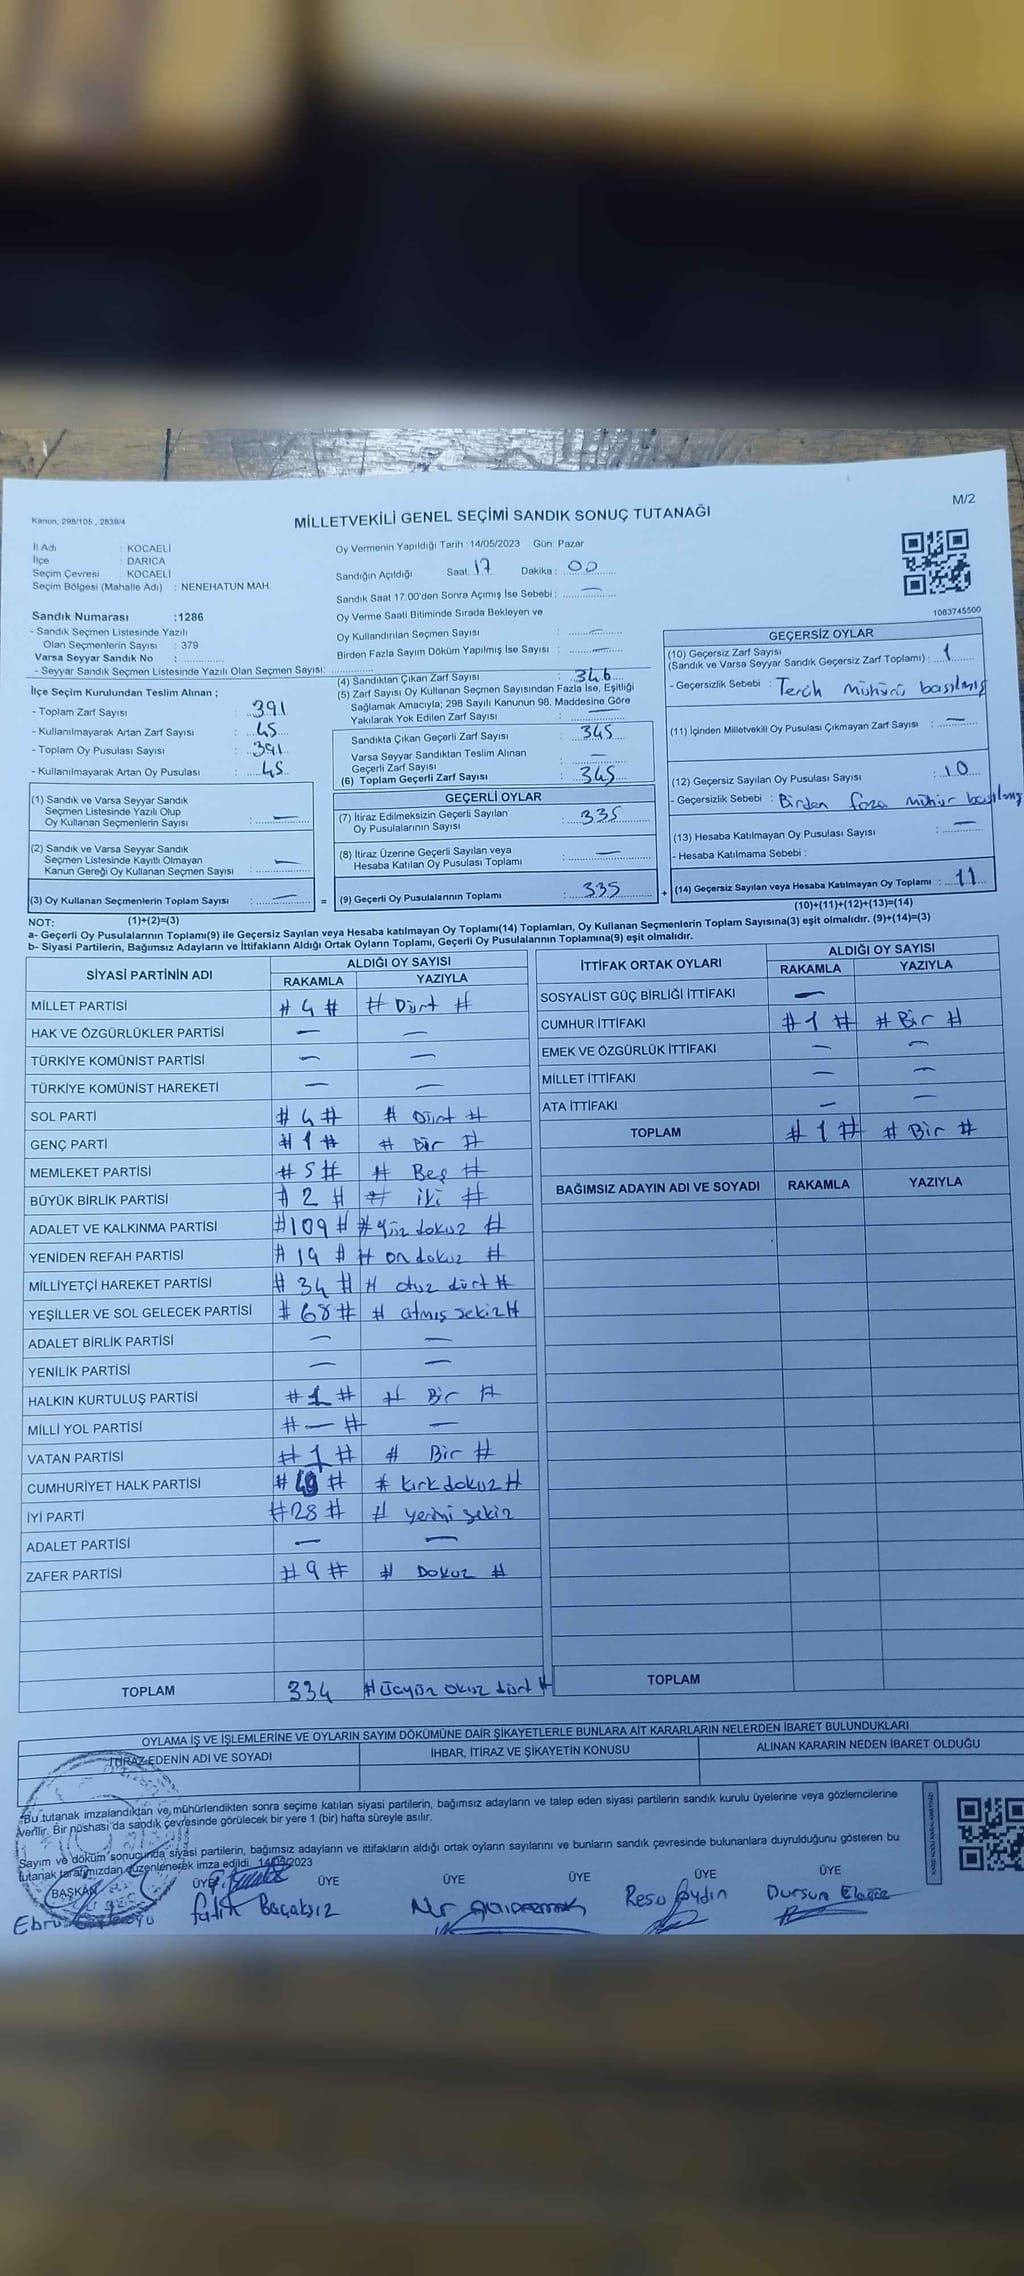 M/2
Kanun, 298/105 , 2839/4
MİLLETVEKİLİ GENEL SEÇİMİ SANDIK SONUÇ TUTANAĞI
İl Adı : KOCAELİ
İlçe : DARICA
Seçim Çevresi : KOCAELİ
Seçim Bölgesi (Mahalle Adı) : NENEHATUN MAH.
Sandık Numarası :1286
- Sandık Seçmen Listesinde Yazılı
Olan Seçmenlerin Sayısı : 379
Varsa Seyyar Sandık No :
- Seyyar Sandık Seçmen Listesinde Yazılı Olan Seçmen Sayısı:
İlçe Seçim Kurulundan Teslim Alınan ;
- Toplam Zarf Sayısı : 391
- Kullanılmayarak Artan Zarf Sayısı : 45
- Toplam Oy Pusulası Sayısı : 391
- Kullanılmayarak Artan Oy Pusulası : 45
(1) Sandık ve Varsa Seyyar Sandık
Seçmen Listesinde Yazılı Olup
Oy Kullanan Seçmenlerin Sayısı : —
(2) Sandık ve Varsa Seyyar Sandık
Seçmen Listesinde Kayıtlı Olmayan
Kanun Gereği Oy Kullanan Seçmen Sayısı : —
(3) Oy Kullanan Seçmenlerin Toplam Sayısı : — =
Oy Vermenin Yapıldığı Tarih : 14/05/2023 Gün: Pazar
Sandığın Açıldığı Saat: 17 Dakika : 00
Sandık Saat 17:00'den Sonra Açımış İse Sebebi : —
Oy Verme Saati Bitiminde Sırada Bekleyen ve
Oy Kullandırılan Seçmen Sayısı : —
Birden Fazla Sayım Döküm Yapılmış İse Sayısı : —
(4) Sandıktan Çıkan Zarf Sayısı : 346
(5) Zarf Sayısı Oy Kullanan Seçmen Sayısından Fazla İse, Eşitliği
Sağlamak Amacıyla; 298 Sayılı Kanunun 98. Maddesine Göre
Yakılarak Yok Edilen Zarf Sayısı : —
Sandıkta Çıkan Geçerli Zarf Sayısı : 345
Varsa Seyyar Sandıktan Teslim Alınan
Geçerli Zarf Sayısı : —
(6) Toplam Geçerli Zarf Sayısı : 345
GEÇERLİ OYLAR
(7) İtiraz Edilmeksizin Geçerli Sayılan
Oy Pusulalarının Sayısı : 335
(8) İtiraz Üzerine Geçerli Sayılan veya
Hesaba Katılan Oy Pusulası Toplamı : —
(9) Geçerli Oy Pusulalarının Toplamı : 335 +
1083745500
GEÇERSİZ OYLAR
(10) Geçersiz Zarf Sayısı
(Sandık ve Varsa Seyyar Sandık Geçersiz Zarf Toplamı) : 1
- Geçersizlik Sebebi : Tercih mühürü basılmış
(11) İçinden Milletvekili Oy Pusulası Çıkmayan Zarf Sayısı : —
(12) Geçersiz Sayılan Oy Pusulası Sayısı : 10
- Geçersizlik Sebebi : Birden faza mühür basılmış
(13) Hesaba Katılmayan Oy Pusulası Sayısı : —
- Hesaba Katılmama Sebebi :
(14) Geçersiz Sayılan veya Hesaba Katılmayan Oy Toplamı : 11
(10)+(11)+(12)+(13)=(14)
NOT: (1)+(2)=(3)
a- Geçerli Oy Pusulalarının Toplamı(9) ile Geçersiz Sayılan veya Hesaba katılmayan Oy Toplamı(14) Toplamları, Oy Kullanan Seçmenlerin Toplam Sayısına(3) eşit olmalıdır. (9)+(14)=(3)
b- Siyasi Partilerin, Bağımsız Adayların ve İttifakların Aldığı Ortak Oyların Toplamı, Geçerli Oy Pusulalarının Toplamına(9) eşit olmalıdır.
SİYASİ PARTİNİN ADI ALDIĞI OY SAYISI
RAKAMLA YAZIYLA
MİLLET PARTİSİ # 4 # # Dört #
HAK VE ÖZGÜRLÜKLER PARTİSİ — —
TÜRKİYE KOMÜNİST PARTİSİ — —
TÜRKİYE KOMÜNİST HAREKETİ — —
SOL PARTİ # 4 # # Dört #
GENÇ PARTİ # 1 # # Bir #
MEMLEKET PARTİSİ # 5 # # Beş #
BÜYÜK BİRLİK PARTİSİ # 2 # # iki #
ADALET VE KALKINMA PARTİSİ #109 # # yüz dokuz #
YENİDEN REFAH PARTİSİ # 19 # # on dokuz #
MİLLİYETÇİ HAREKET PARTİSİ # 34 # # otuz dört #
YEŞİLLER VE SOL GELECEK PARTİSİ # 68 # # atmış sekiz #
ADALET BİRLİK PARTİSİ — —
YENİLİK PARTİSİ — —
HALKIN KURTULUŞ PARTİSİ # 1 # # Bir #
MİLLİ YOL PARTİSİ # — # —
VATAN PARTİSİ # 1 # # Bir #
CUMHURİYET HALK PARTİSİ # 49 # # kırk dokuz #
İYİ PARTİ # 28 # # yirmi sekiz
ADALET PARTİSİ — —
ZAFER PARTİSİ # 9 # # Dokuz #
TOPLAM 334 # üçyüz otuz dört #
İTTİFAK ORTAK OYLARI ALDIĞI OY SAYISI
RAKAMLA YAZIYLA
SOSYALİST GÜÇ BİRLİĞİ İTTİFAKI —
CUMHUR İTTİFAKI # 1 # # Bir #
EMEK VE ÖZGÜRLÜK İTTİFAKI — —
MİLLET İTTİFAKI — —
ATA İTTİFAKI — —
TOPLAM # 1 # # Bir #
BAĞIMSIZ ADAYIN ADI VE SOYADI RAKAMLA YAZIYLA
TOPLAM
OYLAMA İŞ VE İŞLEMLERİNE VE OYLARIN SAYIM DÖKÜMÜNE DAİR ŞİKAYETLERLE BUNLARA AİT KARARLARIN NELERDEN İBARET BULUNDUKLARI
İTİRAZ EDENİN ADI VE SOYADI İHBAR, İTİRAZ VE ŞİKAYETİN KONUSU ALINAN KARARIN NEDEN İBARET OLDUĞU
*Bu tutanak imzalandıktan ve mühürlendikten sonra seçime katılan siyasi partilerin, bağımsız adayların ve talep eden siyasi partilerin sandık kurulu üyelerine veya gözlemcilerine
verilir. Bir nüshası da sandık çevresinde görülecek bir yere 1 (bir) hafta süreyle asılır.
Sayım ve döküm sonucunda siyasi partilerin, bağımsız adayların ve ittifakların aldığı ortak oyların sayılarını ve bunların sandık çevresinde bulunanlara duyrulduğunu gösteren bu
tutanak tarafımızdan düzenlenerek imza edildi. 14/05/2023
BAŞKAN ÜYE ÜYE ÜYE ÜYE ÜYE ÜYE
Ebru Fatih Baçaksız Resu Aydın Dursun